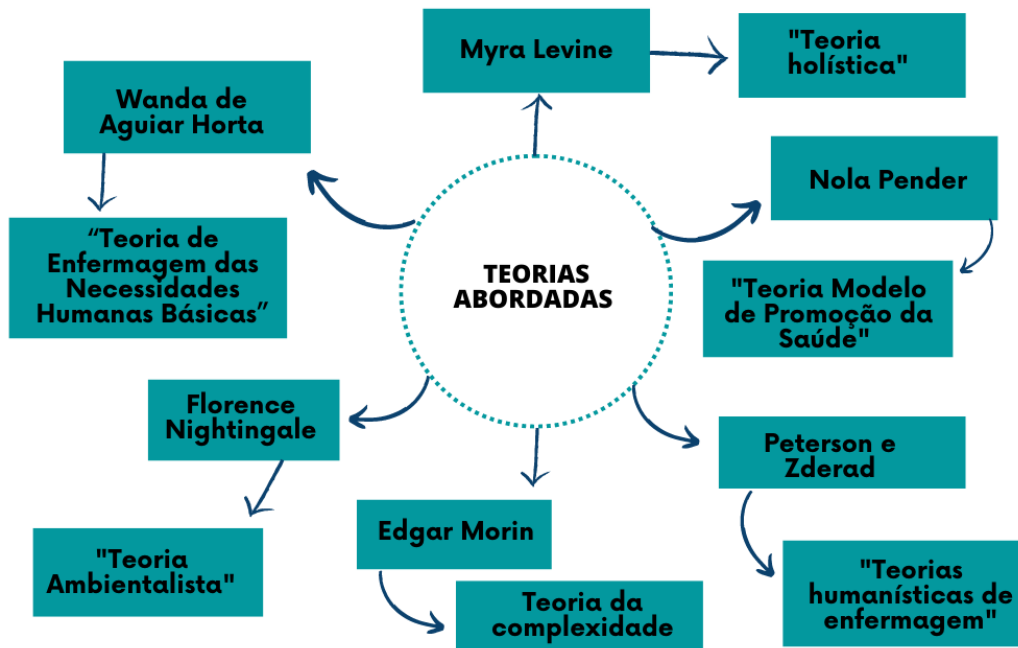 Myra Levine
"Teoria
holística"
Wanda de
Aguiar Horta
“Teoria de
Enfermagem das
Necessidades
Humanas Básicas”
Nola Pender
"Teoria Modelo
de Promoção da
Saúde"
TEORIAS
ABORDADAS
Florence
Nightingale
"Teoria
Ambientalista"
Edgar Morin
Teoria da
complexidade
Peterson e
Zderad
"Teorias
humanísticas de
enfermagem"